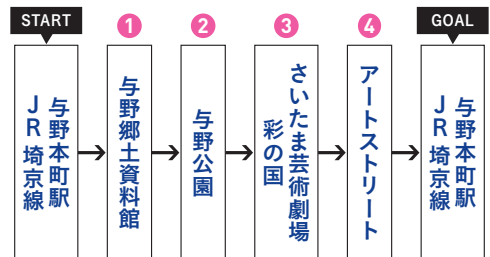 START
JR埼京線
与野本町駅
1
与野郷土資料館
2
与野公園
3
彩の国
さいたま芸術劇場
4
アートストリート
GOAL
JR埼京線
与野本町駅